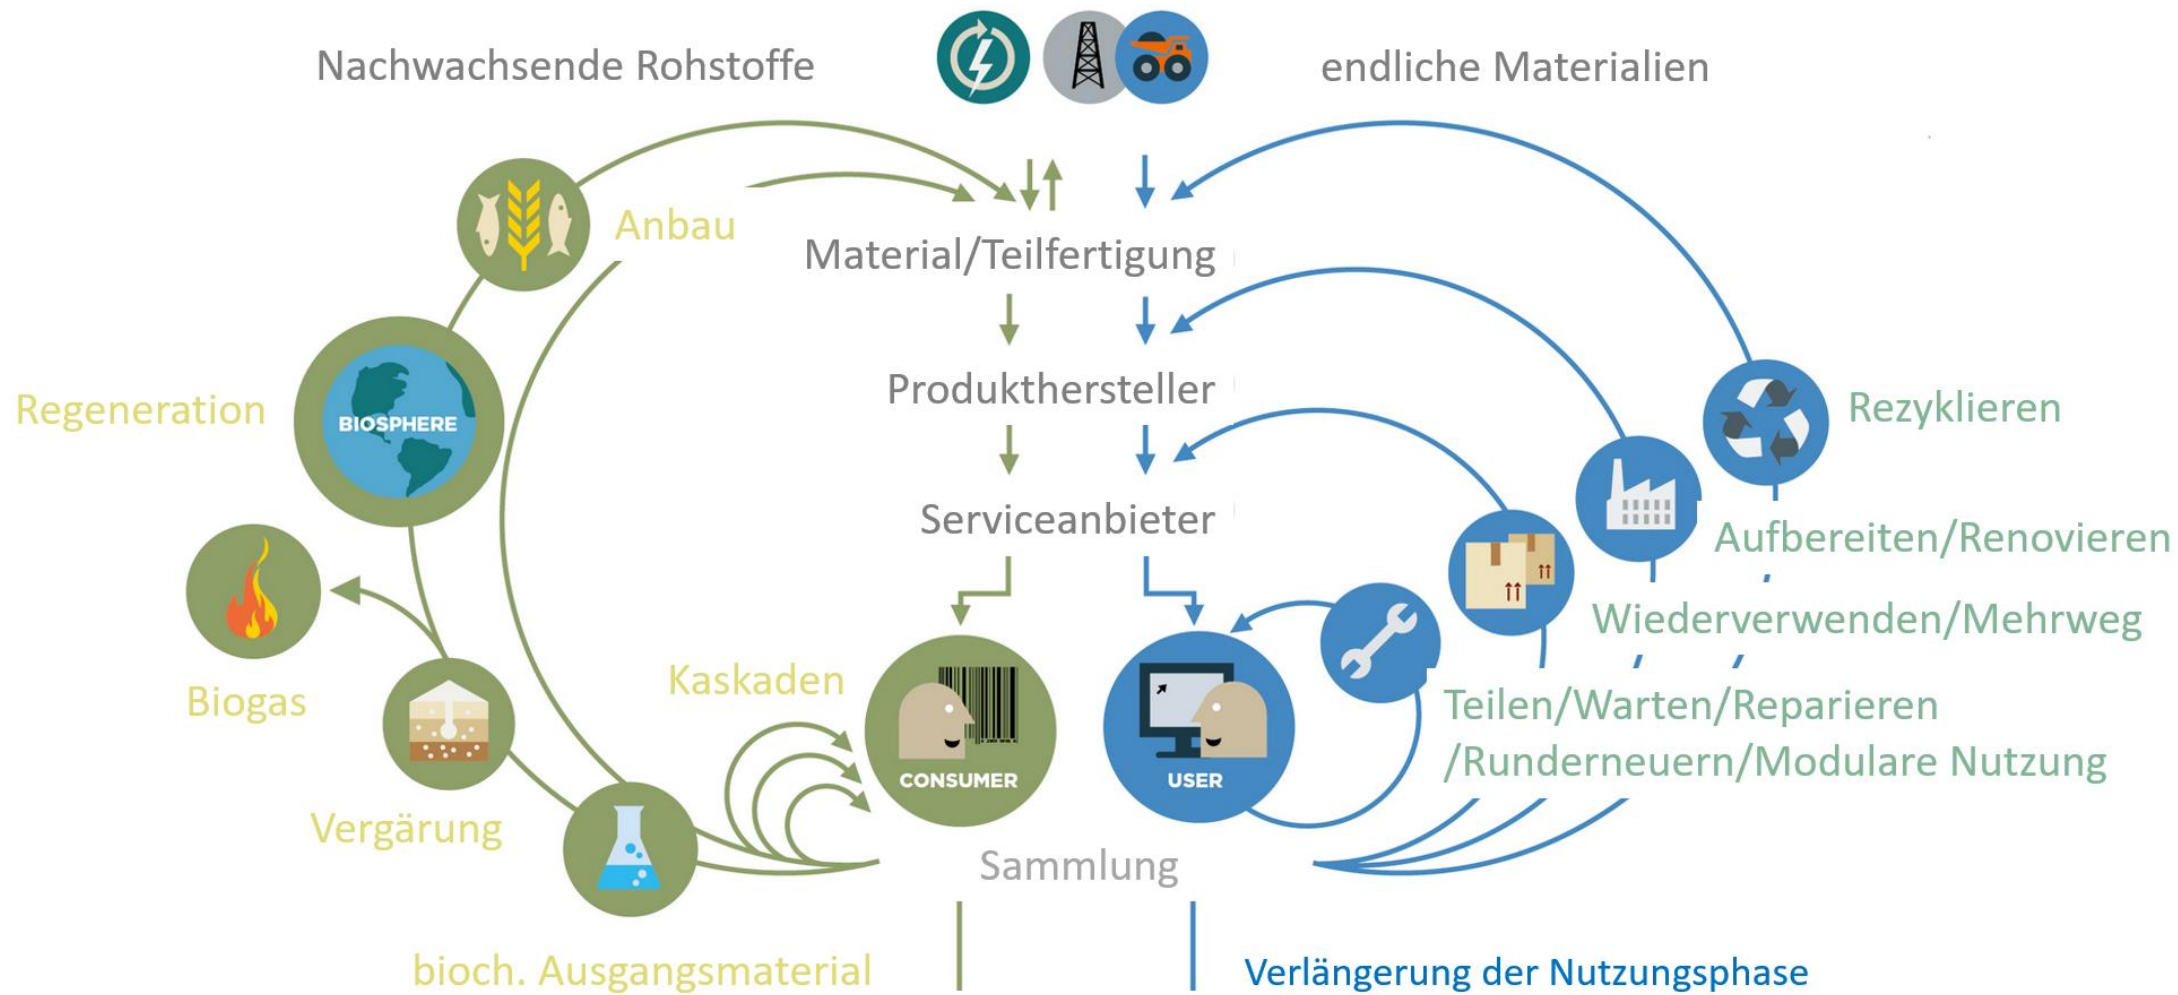 Nachwachsende Rohstoffe
endliche Materialien
Anbau
Material/Teilfertigung
Regeneration
BIOSPHERE
Produkthersteller
Rezyklieren
Serviceanbieter
Aufbereiten/Renovieren
Wiederverwenden/Mehrweg
Biogas
Kaskaden
Teilen/Warten/Reparieren
/Runderneuern/Modulare Nutzung
CONSUMER
USER
Vergärung
Sammlung
bioch. Ausgangsmaterial
Verlängerung der Nutzungsphase